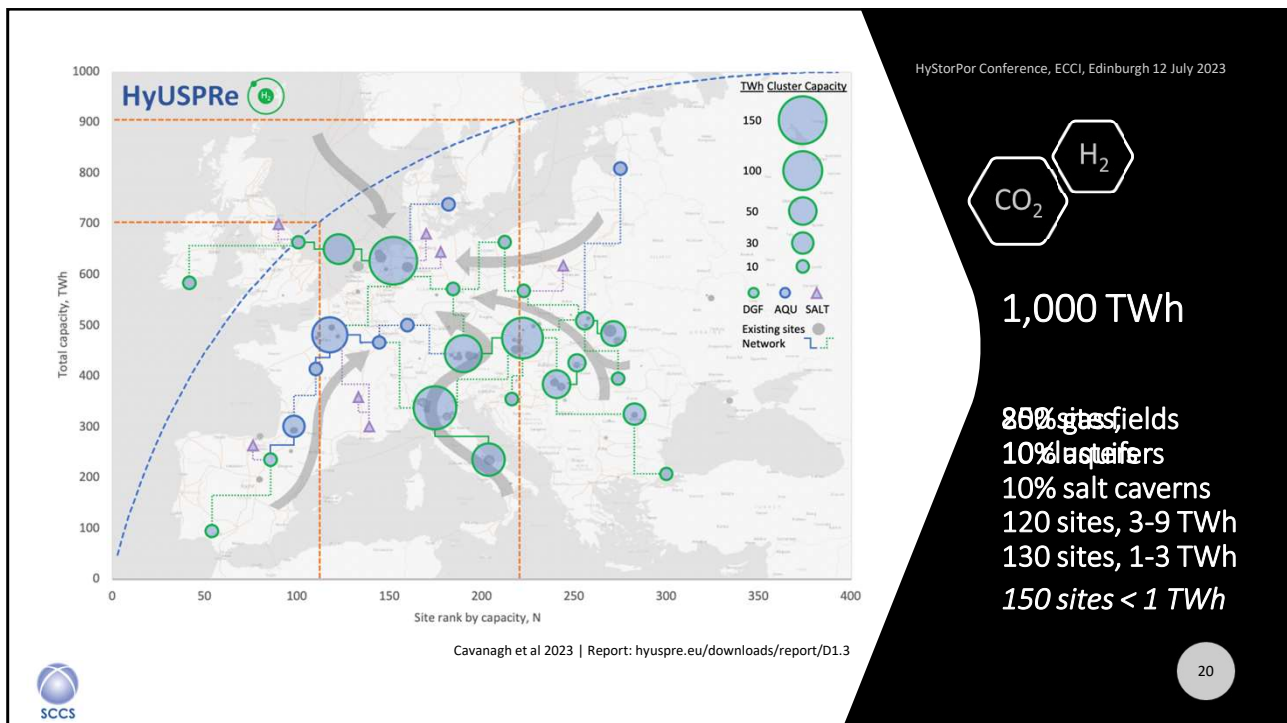 HyStorPor Conference, ECCI, Edinburgh 12 July 2023
HyUSPRe H₂
TWh Cluster Capacity
150
100
50
30
10
DGF AQU SALT
Existing sites
Network
Total capacity, TWh
1000
900
800
700
600
500
400
300
200
100
0
0 50 100 150 200 250 300 350 400
Site rank by capacity, N
Cavanagh et al 2023 | Report: hyuspre.eu/downloads/report/D1.3
SCCS
CO₂
H₂
1,000 TWh
fields
10%
10% salt caverns
120 sites, 3-9 TWh
130 sites, 1-3 TWh
150 sites < 1 TWh
20